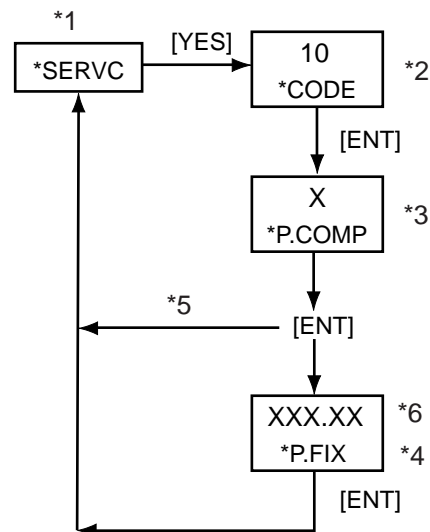 *1
[YES]
*SERVC
10
*CODE
*2
[ENT]
X
*P.COMP
*3
*5
[ENT]
XXX.XX
*6
*P.FIX
*4
[ENT]